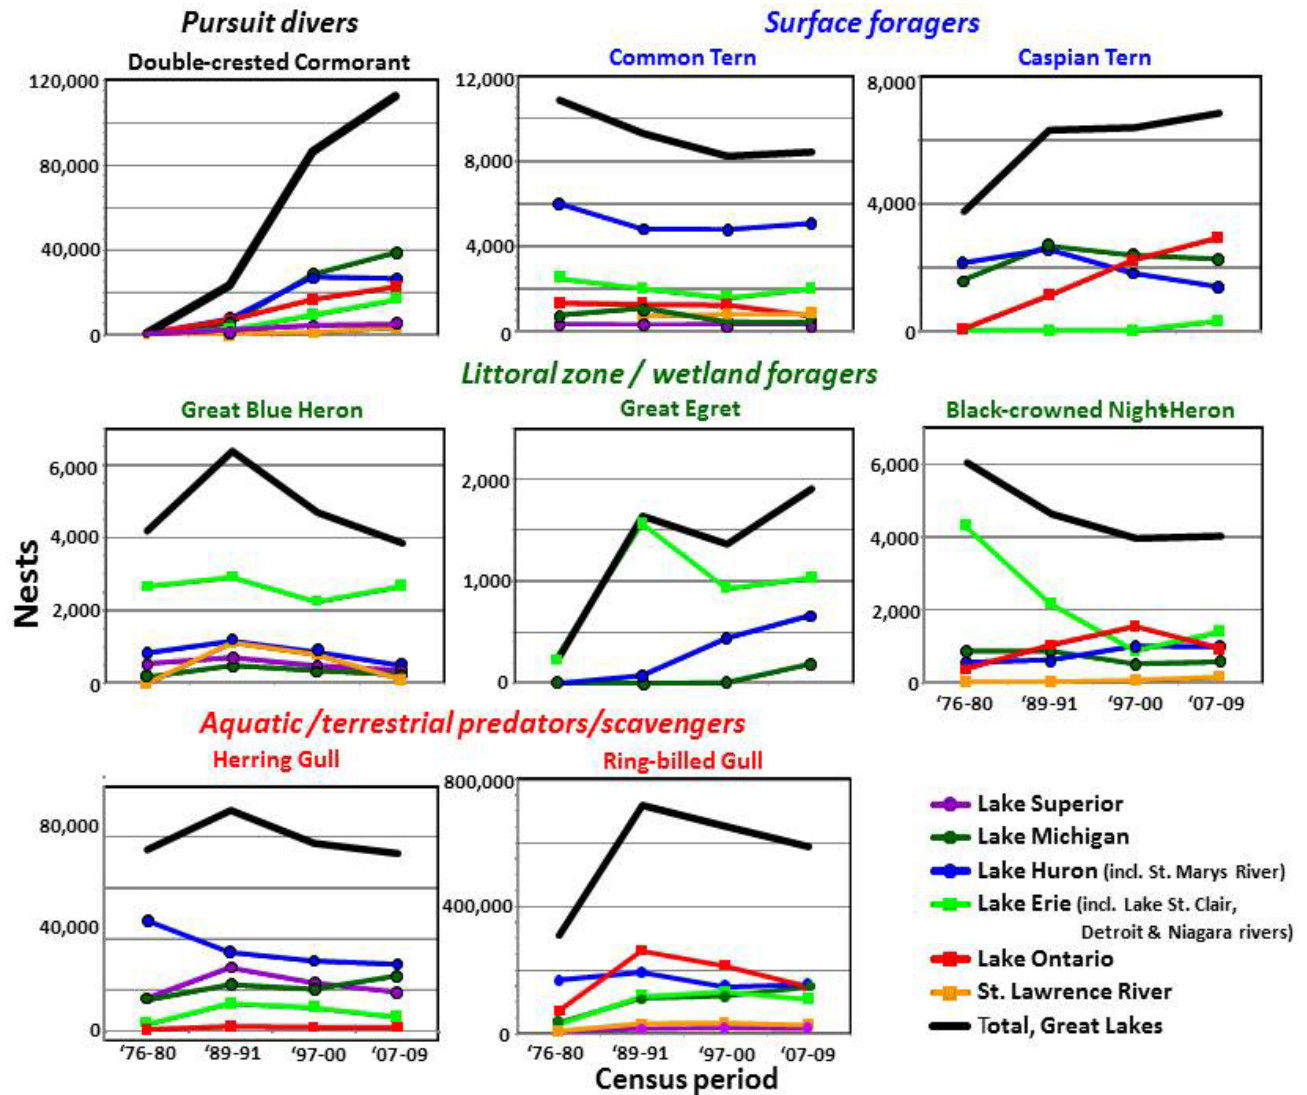 Pursuit divers
Surface foragers
Double-crested Cormorant
Common Tern
Caspian Tern
120,000
80,000
40,000
0
12,000
8,000
4,000
0
8,000
4,000
0
Littoral zone / wetland foragers
Great Blue Heron
Great Egret
Black-crowned Night-Heron
6,000
4,000
2,000
0
2,000
1,000
0
6,000
4,000
2,000
0
'76-80 '89-91 '97-00 '07-09
Nests
Aquatic /terrestrial predators/scavengers
Herring Gull
Ring-billed Gull
80,000
40,000
0
800,000
400,000
0
'76-80 '89-91 '97-00 '07-09
'76-80 '89-91 '97-00 '07-09
Census period
Lake Superior
Lake Michigan
Lake Huron (incl. St. Marys River)
Lake Erie (incl. Lake St. Clair,
Detroit & Niagara rivers)
Lake Ontario
St. Lawrence River
Total, Great Lakes